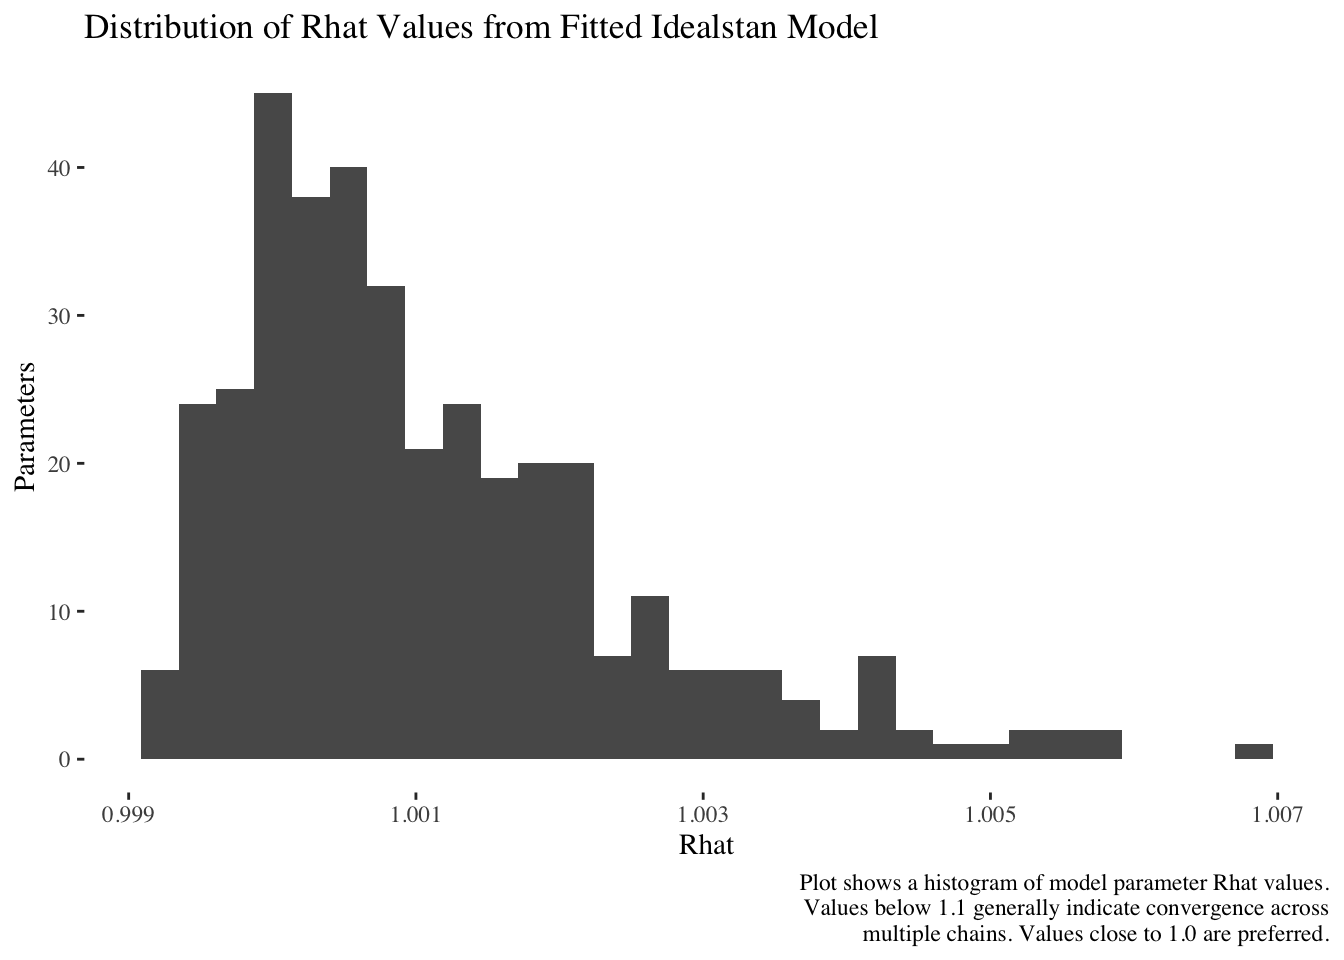 Distribution of Rhat Values from Fitted Idealstan Model
40
30
20
10
0
Parameters
0.999 1.001 1.003 1.005 1.007
Rhat
Plot shows a histogram of model parameter Rhat values.
Values below 1.1 generally indicate convergence across
multiple chains. Values close to 1.0 are preferred.